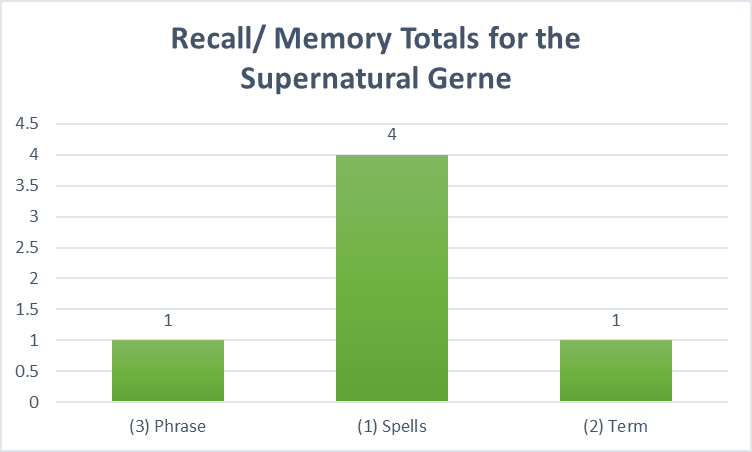 Recall/ Memory Totals for the
Supernatural Gerne
4.5
4
3.5
3
2.5
2
1.5
1
0.5
0
1
4
1
(3) Phrase
(1) Spells
(2) Term